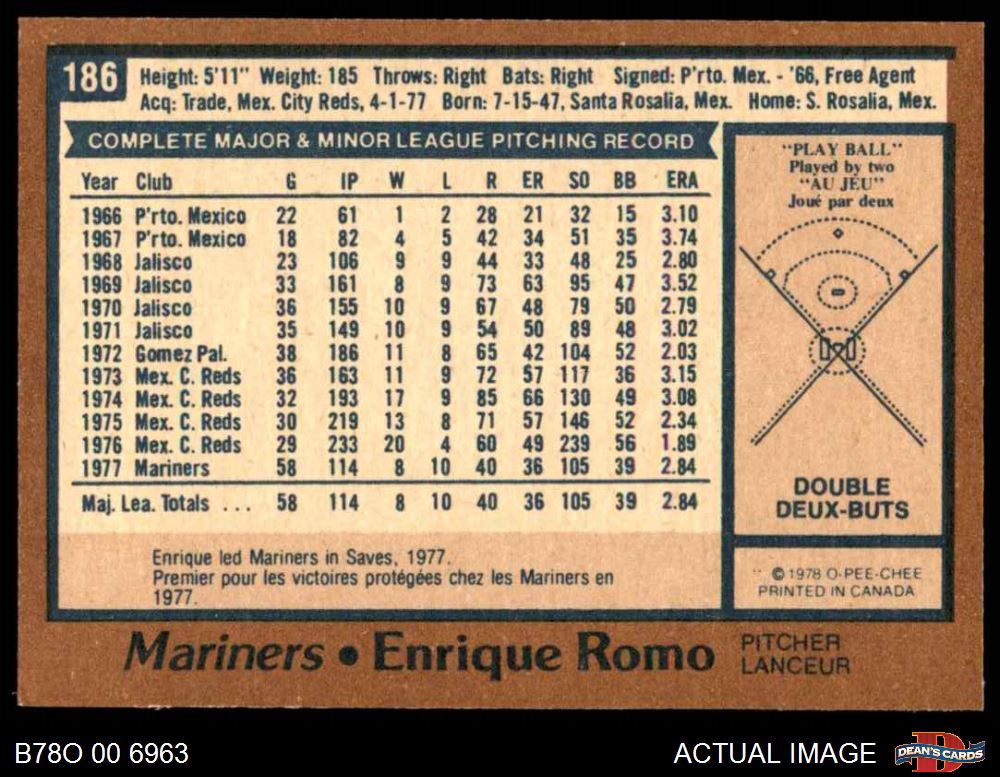 186
Height: 5'11" Weight: 185 Throws: Right Bats: Right Signed: P'rto. Mex. - '66, Free Agent
Acq: Trade, Mex. City Reds, 4-1-77 Born: 7-15-47, Santa Rosalia, Mex. Home: S. Rosalia, Mex.
COMPLETE MAJOR & MINOR LEAGUE PITCHING RECORD
Year Club G IP W L R ER SO BB ERA
1966 P'rto. Mexico 22 61 1 2 28 21 32 15 3.10
1967 P'rto. Mexico 18 82 4 5 42 34 51 35 3.74
1968 Jalisco 23 106 9 9 44 33 48 25 2.80
1969 Jalisco 33 161 8 9 73 63 95 47 3.52
1970 Jalisco 36 155 10 9 67 48 79 50 2.79
1971 Jalisco 35 149 10 9 54 50 89 48 3.02
1972 Gomez Pal. 38 186 11 8 65 42 104 52 2.03
1973 Mex. C. Reds 36 163 11 9 72 57 117 36 3.15
1974 Mex. C. Reds 32 193 17 9 85 66 130 49 3.08
1975 Mex. C. Reds 30 219 13 8 71 57 146 52 2.34
1976 Mex. C. Reds 29 233 20 4 60 49 239 56 1.89
1977 Mariners 58 114 8 10 40 36 105 39 2.84
Maj. Lea. Totals ... 58 114 8 10 40 36 105 39 2.84
Enrique led Mariners in Saves, 1977.
Premier pour les victoires protégées chez les Mariners en
1977.
"PLAY BALL"
Played by two
"AU JEU"
Joué par deux
DOUBLE
DEUX-BUTS
© 1978 O-PEE-CHEE
PRINTED IN CANADA
Mariners • Enrique Romo
PITCHER
LANCEUR
B78O 00 6963
ACTUAL IMAGE
DEAN'S CARDS